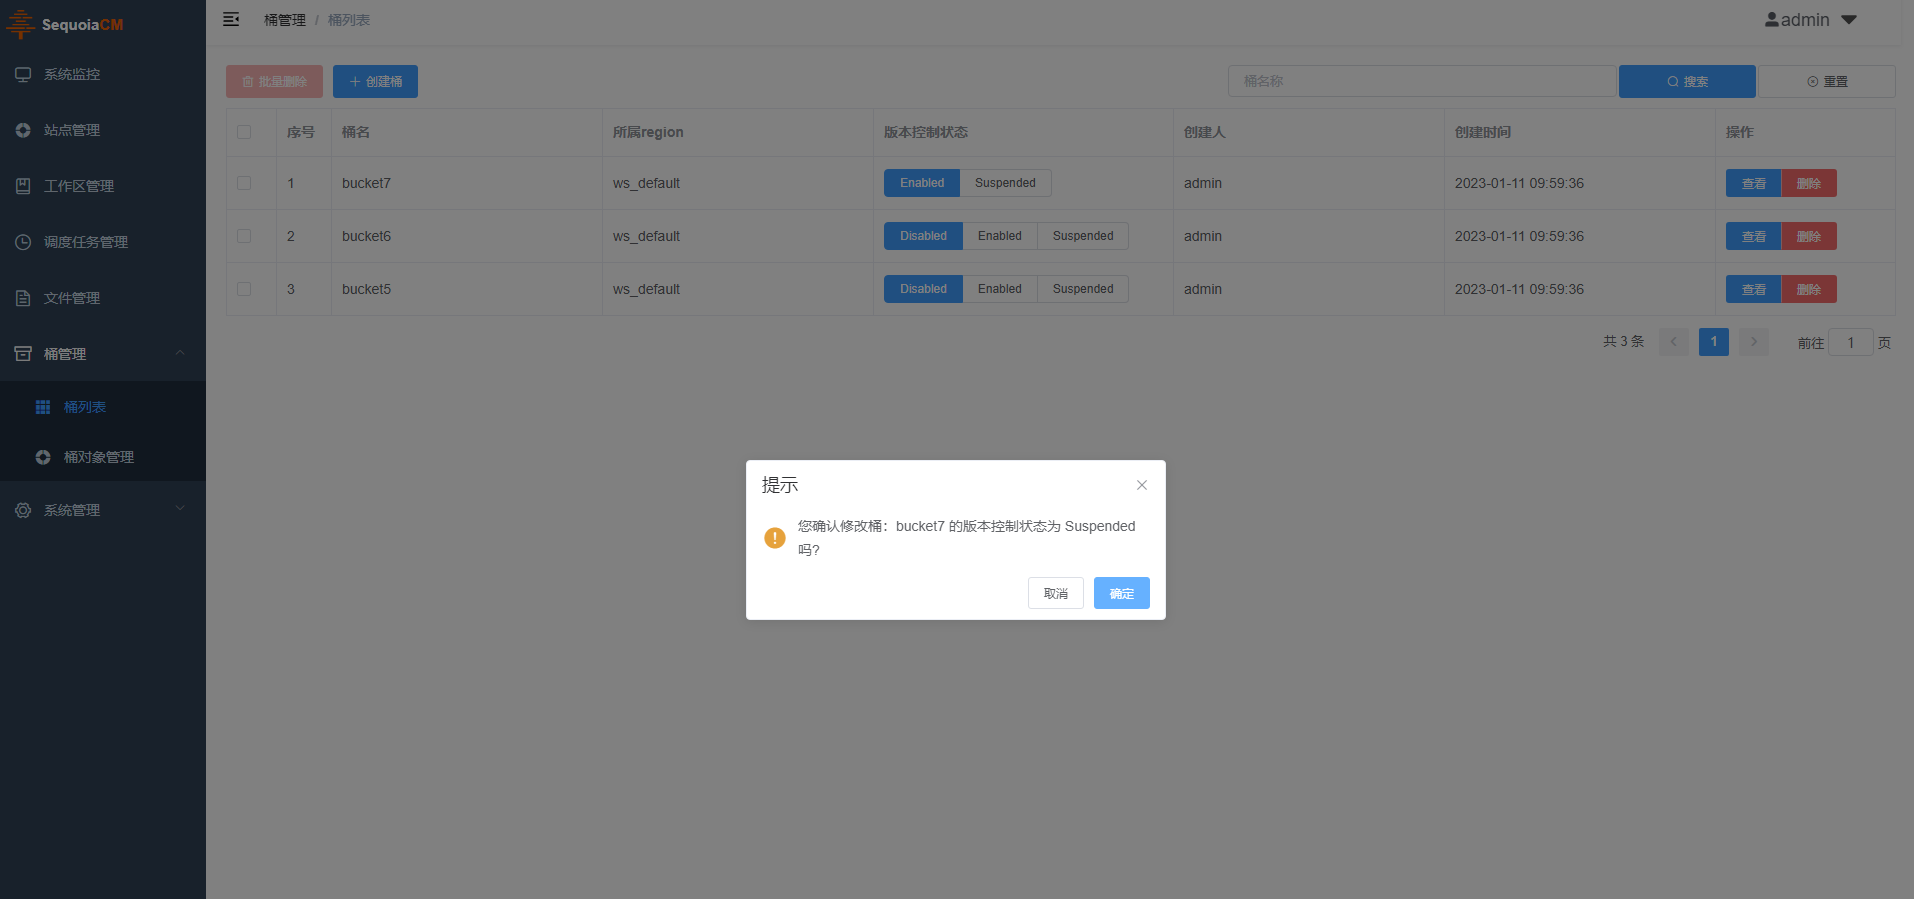 SequoiaCM
系统监控
站点管理
工作区管理
调度任务管理
文件管理
桶管理
桶列表
桶对象管理
系统管理
桶管理 / 桶列表
admin
批量删除
创建桶
桶名称
搜索
重置
序号 桶名 所属region 版本控制状态 创建人 创建时间 操作
1 bucket7 ws_default Enabled Suspended admin 2023-01-11 09:59:36 查看 删除
2 bucket6 ws_default Disabled Enabled Suspended admin 2023-01-11 09:59:36 查看 删除
3 bucket5 ws_default Disabled Enabled Suspended admin 2023-01-11 09:59:36 查看 删除
共 3 条 1 前往 1 页
提示
您确认修改桶：bucket7 的版本控制状态为 Suspended
吗?
取消 确定